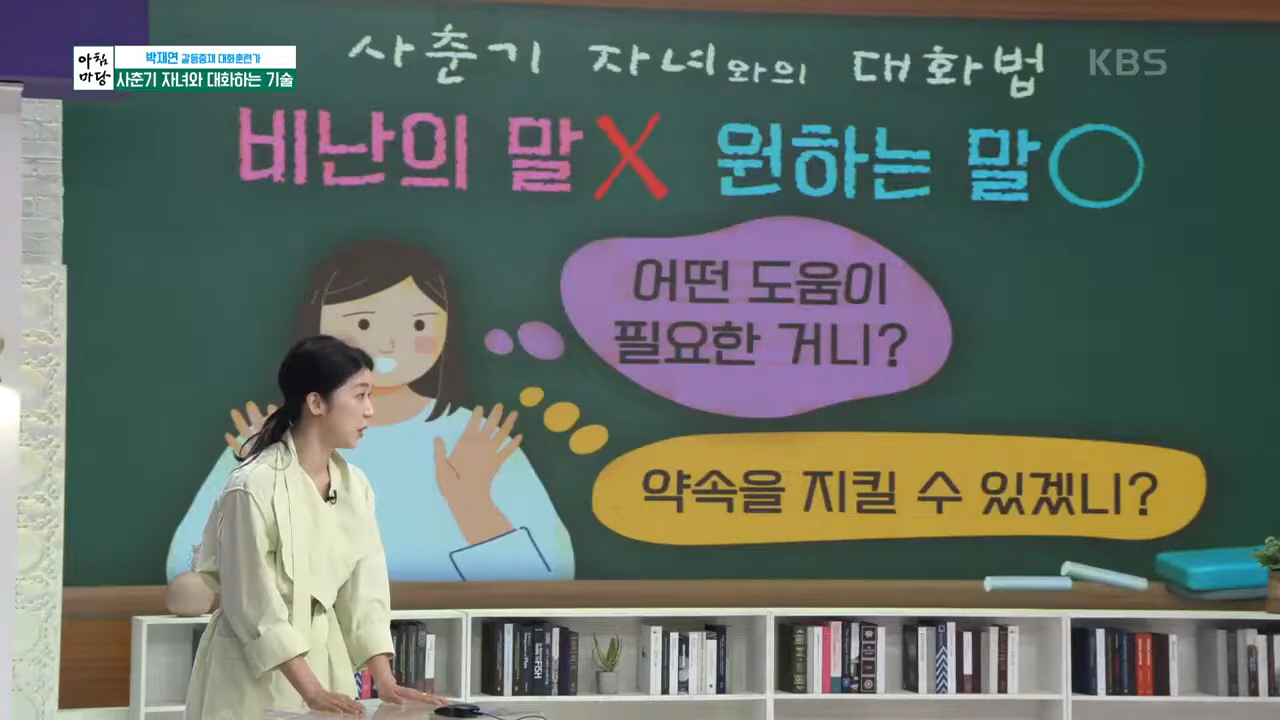 아침
마당
박재연 갈등중재 대화훈련가
사춘기 자녀와 대화하는 기술
KBS
사춘기 자녀와의 대화법
비난의 말 X 원하는 말 ○
어떤 도움이
필요한 거니?
약속을 지킬 수 있겠니?
FISH